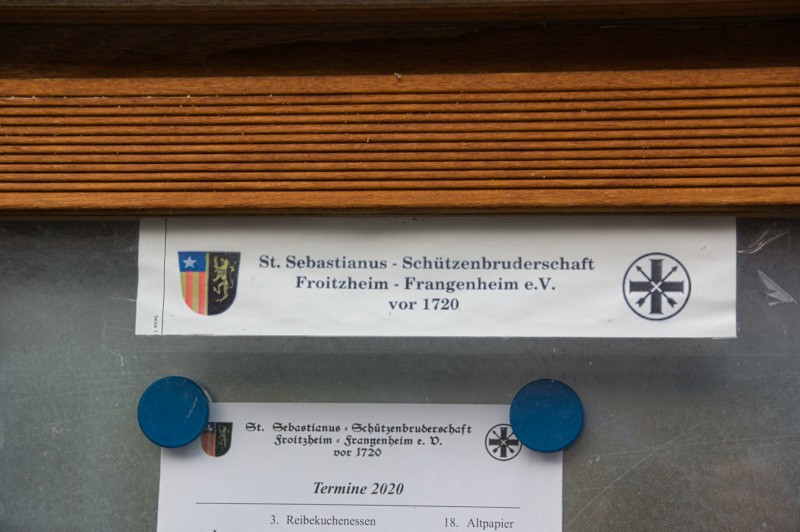 St. Sebastianus - Schützenbruderschaft
Froitzheim - Frangenheim e.V.
vor 1720
St. Sebastianus - Schützenbruderschaft
Froitzheim - Frangenheim e. V.
vor 1720
Termine 2020
3. Reibekuchenessen
18. Altpapier